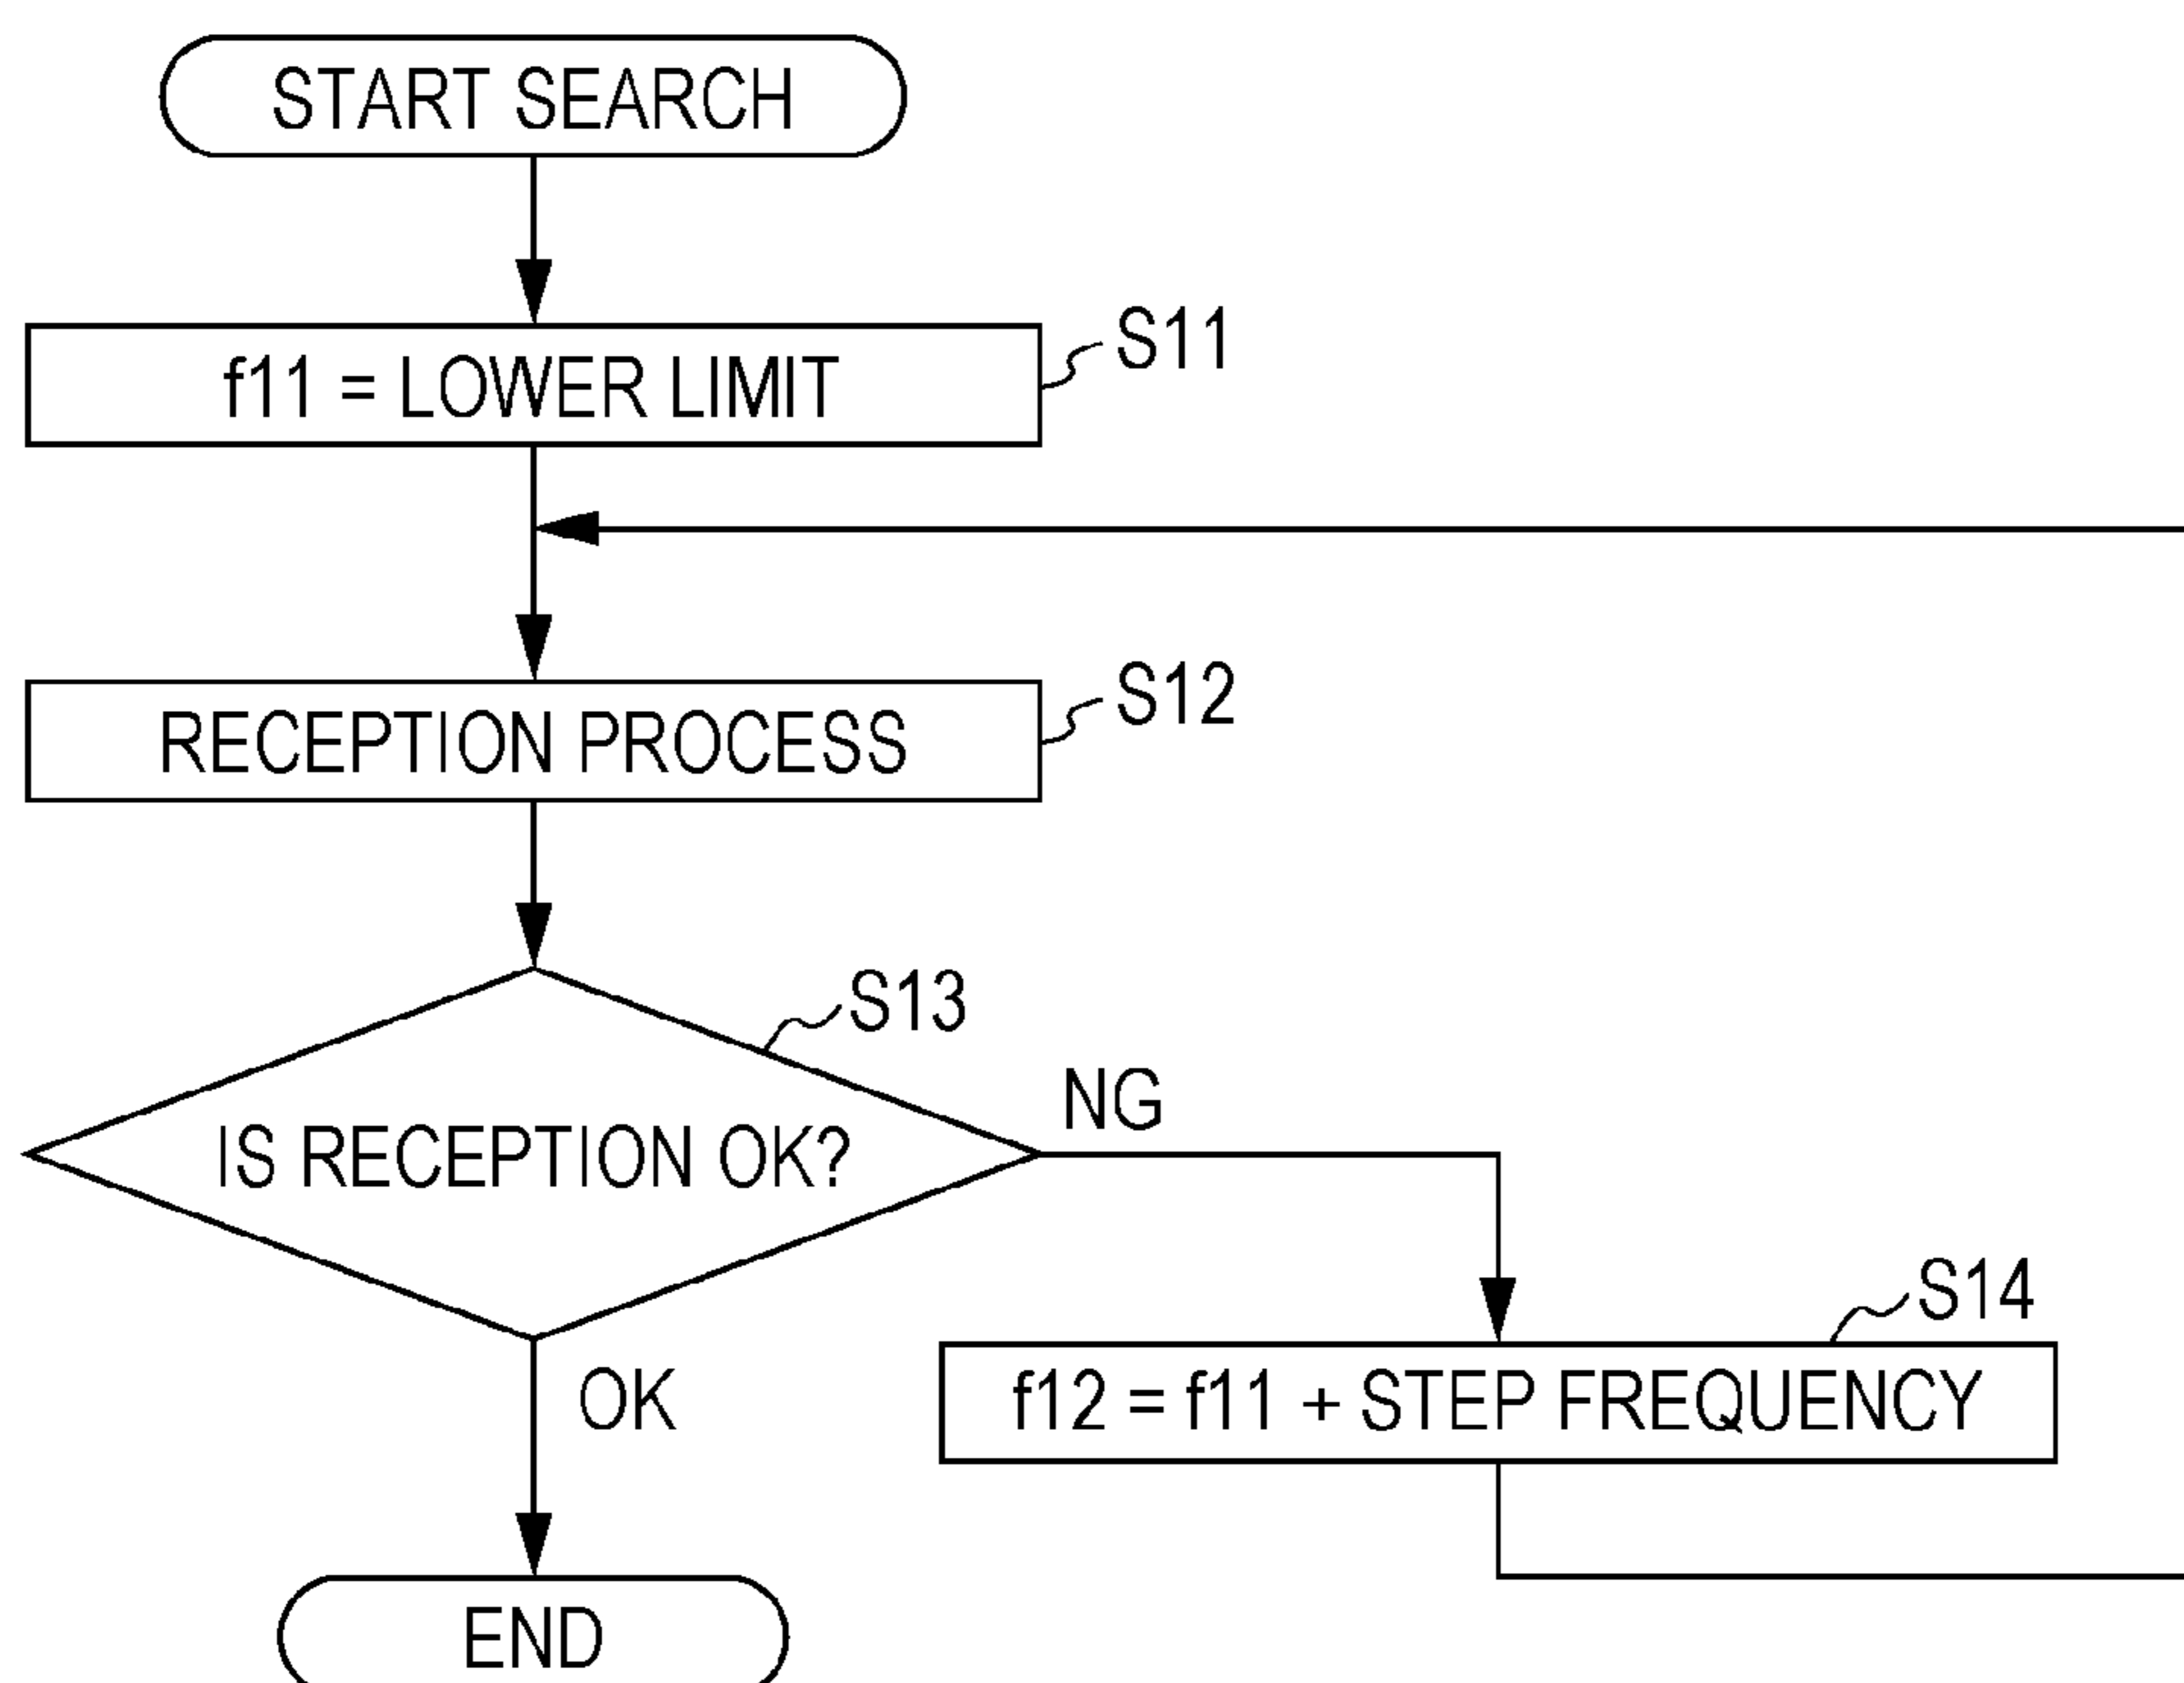 START SEARCH
f11 = LOWER LIMIT
S11
RECEPTION PROCESS
S12
S13
IS RECEPTION OK?
NG
S14
f12 = f11 + STEP FREQUENCY
OK
END